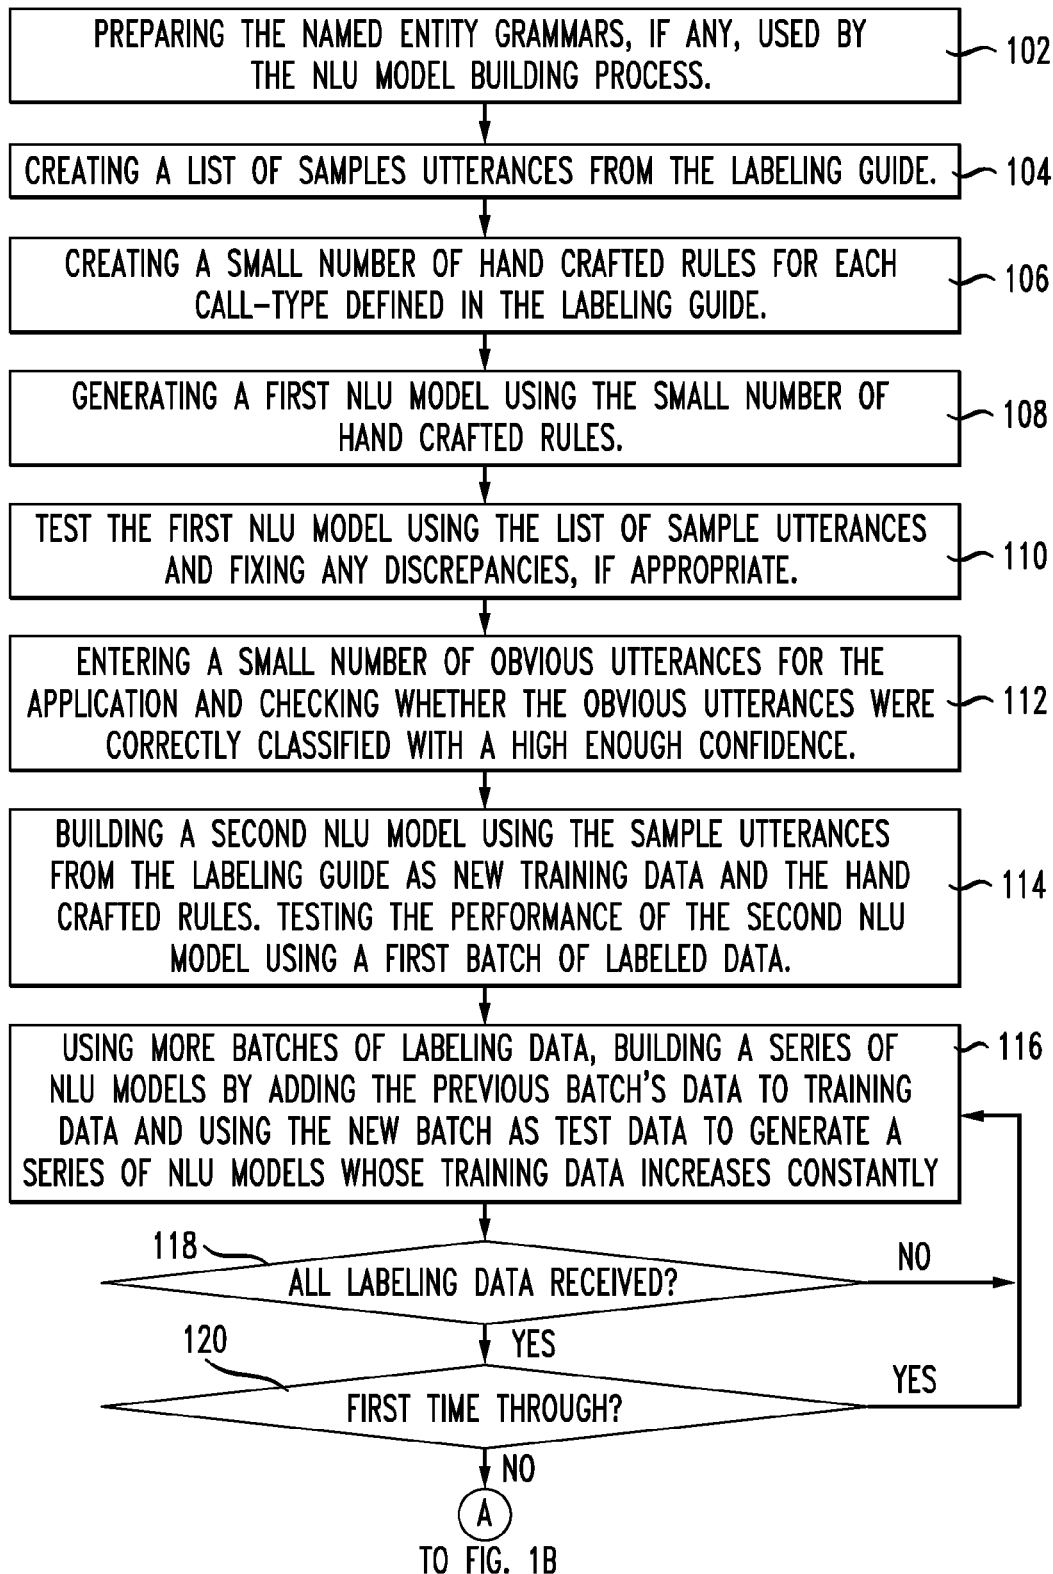 PREPARING THE NAMED ENTITY GRAMMARS, IF ANY, USED BY
THE NLU MODEL BUILDING PROCESS.
102
CREATING A LIST OF SAMPLES UTTERANCES FROM THE LABELING GUIDE.
104
CREATING A SMALL NUMBER OF HAND CRAFTED RULES FOR EACH
CALL-TYPE DEFINED IN THE LABELING GUIDE.
106
GENERATING A FIRST NLU MODEL USING THE SMALL NUMBER OF
HAND CRAFTED RULES.
108
TEST THE FIRST NLU MODEL USING THE LIST OF SAMPLE UTTERANCES
AND FIXING ANY DISCREPANCIES, IF APPROPRIATE.
110
ENTERING A SMALL NUMBER OF OBVIOUS UTTERANCES FOR THE
APPLICATION AND CHECKING WHETHER THE OBVIOUS UTTERANCES WERE
CORRECTLY CLASSIFIED WITH A HIGH ENOUGH CONFIDENCE.
112
BUILDING A SECOND NLU MODEL USING THE SAMPLE UTTERANCES
FROM THE LABELING GUIDE AS NEW TRAINING DATA AND THE HAND
CRAFTED RULES. TESTING THE PERFORMANCE OF THE SECOND NLU
MODEL USING A FIRST BATCH OF LABELED DATA.
114
USING MORE BATCHES OF LABELING DATA, BUILDING A SERIES OF
NLU MODELS BY ADDING THE PREVIOUS BATCH'S DATA TO TRAINING
DATA AND USING THE NEW BATCH AS TEST DATA TO GENERATE A
SERIES OF NLU MODELS WHOSE TRAINING DATA INCREASES CONSTANTLY
116
118
ALL LABELING DATA RECEIVED?
NO
YES
120
FIRST TIME THROUGH?
YES
NO
A
TO FIG. 1B